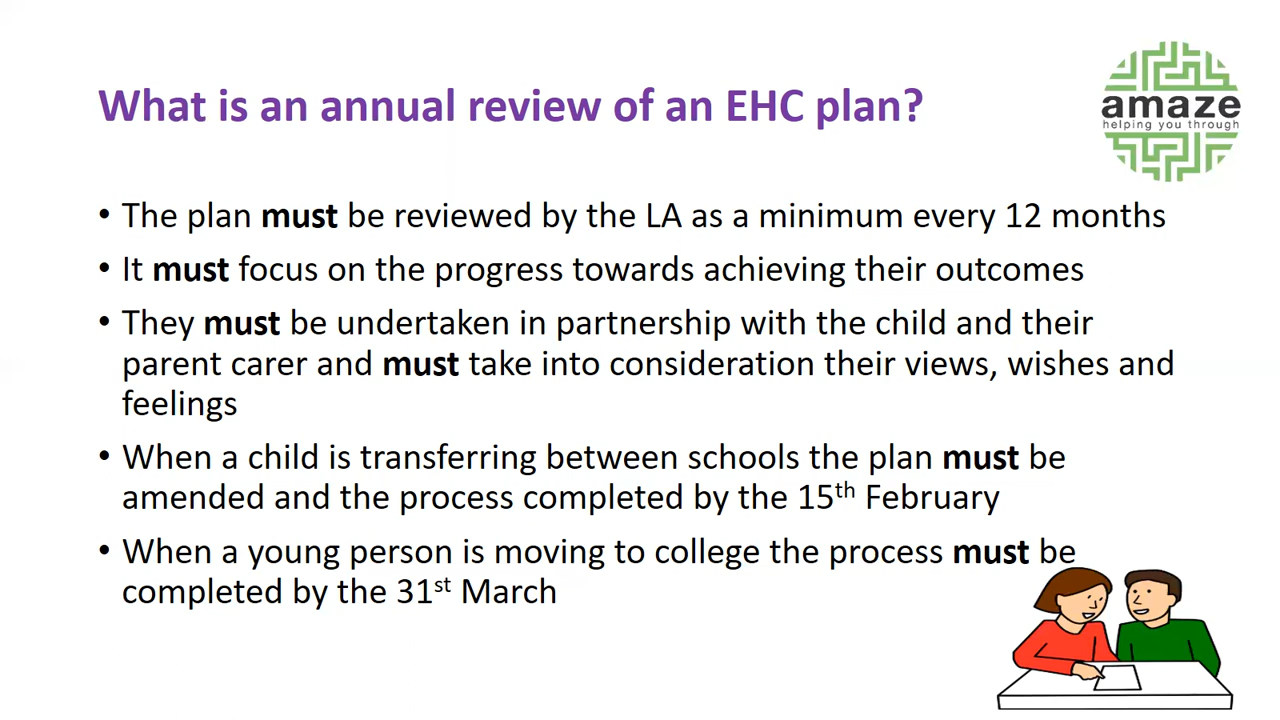 What is an annual review of an EHC plan?
amaze
helping you through
• The plan must be reviewed by the LA as a minimum every 12 months
• It must focus on the progress towards achieving their outcomes
• They must be undertaken in partnership with the child and their
parent carer and must take into consideration their views, wishes and
feelings
• When a child is transferring between schools the plan must be
amended and the process completed by the 15th February
• When a young person is moving to college the process must be
completed by the 31st March